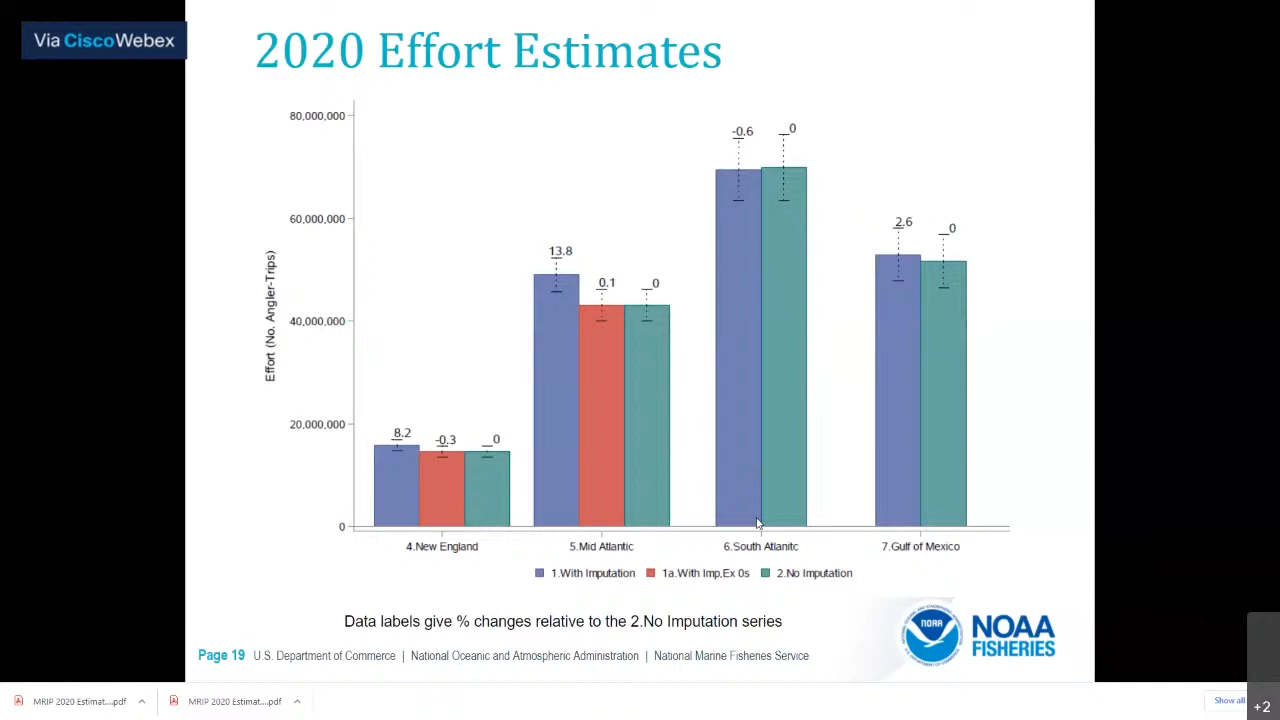 Via CiscoWebex
2020 Effort Estimates
80,000,000
60,000,000
40,000,000
20,000,000
0
Effort (No. Angler-Trips)
8.2
-0.3
0
13.8
0.1
0
-0.6
0
2.6
0
4.New England
5.Mid Atlantic
6.South Atlanitc
7.Gulf of Mexico
1.With Imputation
1a.With Imp,Ex 0s
2.No Imputation
Data labels give % changes relative to the 2.No Imputation series
NOAA
NOAA
FISHERIES
Page 19 U.S. Department of Commerce | National Oceanic and Atmospheric Administration | National Marine Fisheries Service
MRIP 2020 Estimat....pdf
MRIP 2020 Estimat....pdf
Show all
+2